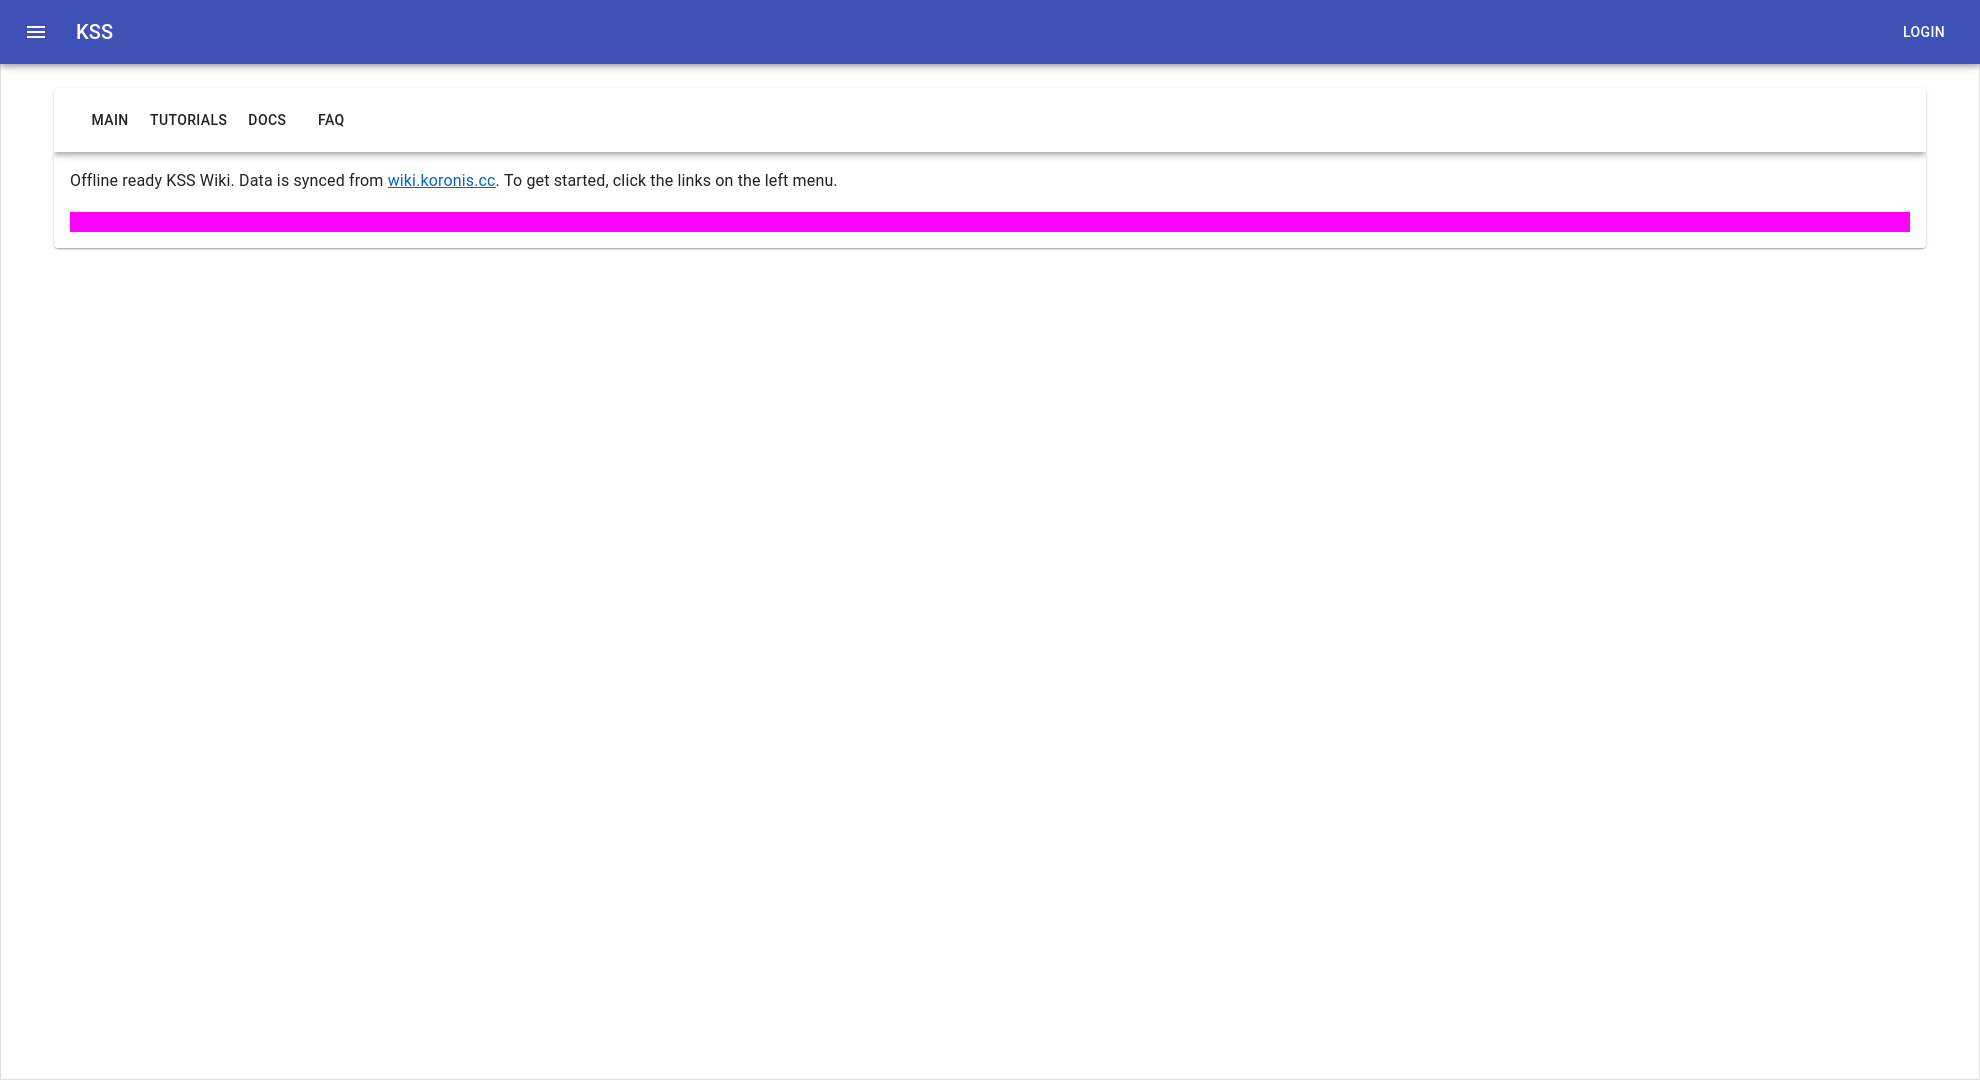 KSS
LOGIN
MAIN TUTORIALS DOCS FAQ
Offline ready KSS Wiki. Data is synced from wiki.koronis.cc. To get started, click the links on the left menu.